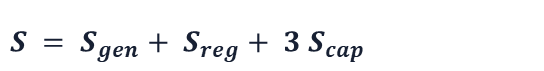 S = S_gen + S_reg + 3 S_cap